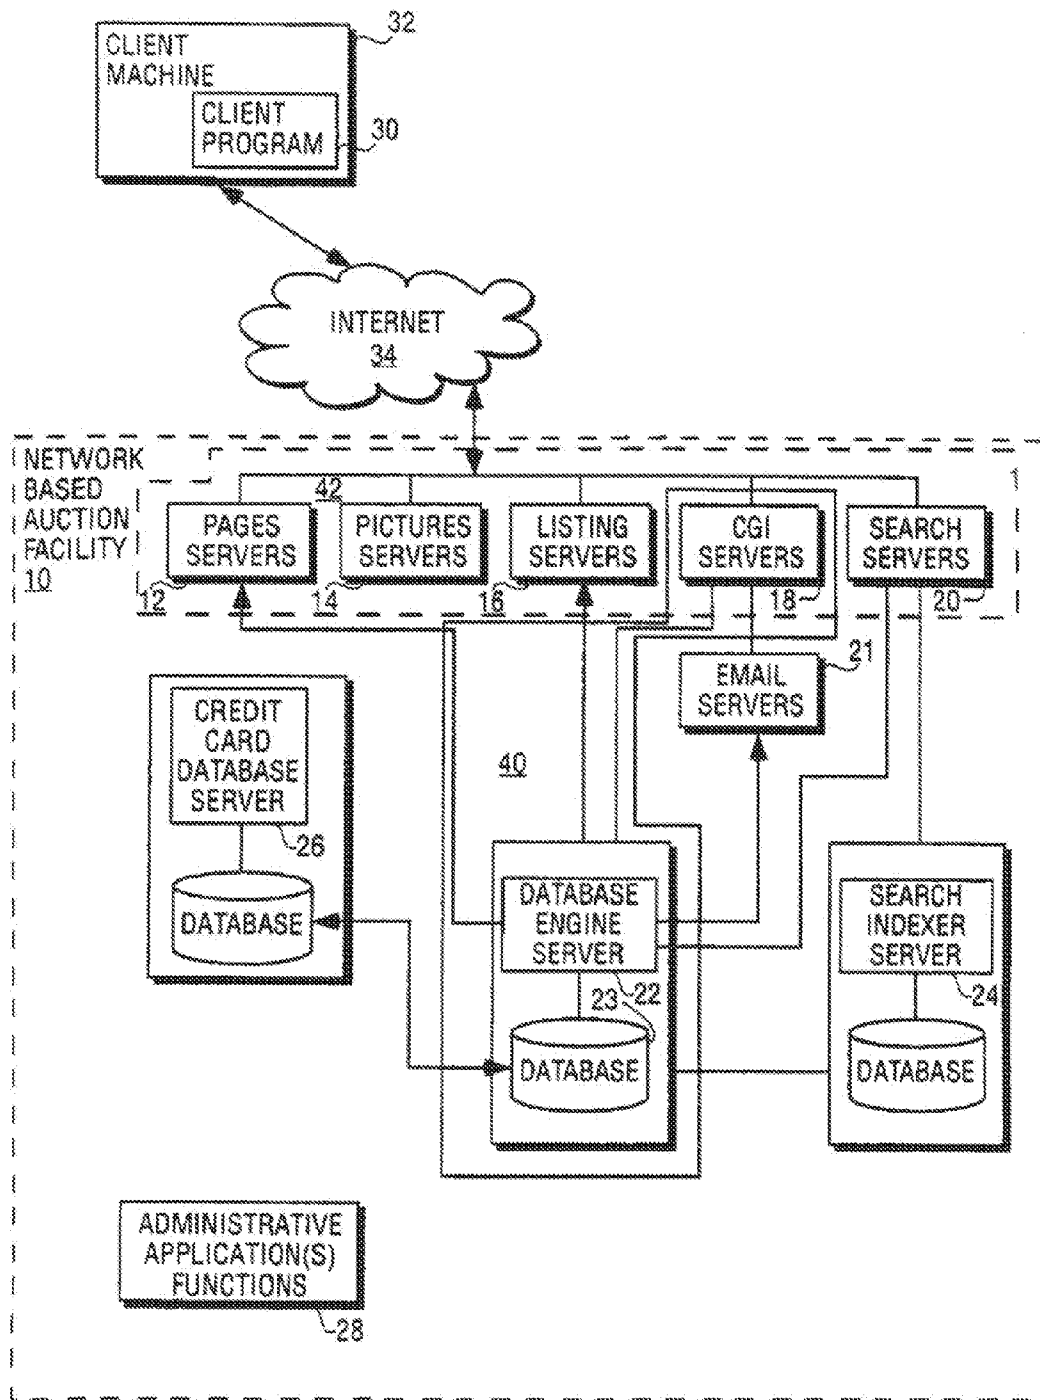 32
CLIENT
MACHINE
CLIENT
PROGRAM
30
INTERNET
34
NETWORK
BASED
AUCTION
FACILITY
10
42
PAGES
SERVERS
12
PICTURES
SERVERS
14
LISTING
SERVERS
16
CGI
SERVERS
18
SEARCH
SERVERS
20
EMAIL
SERVERS
21
CREDIT
CARD
DATABASE
SERVER
26
DATABASE
40
DATABASE
ENGINE
SERVER
22
23
DATABASE
SEARCH
INDEXER
SERVER
24
DATABASE
ADMINISTRATIVE
APPLICATION(S)
FUNCTIONS
28